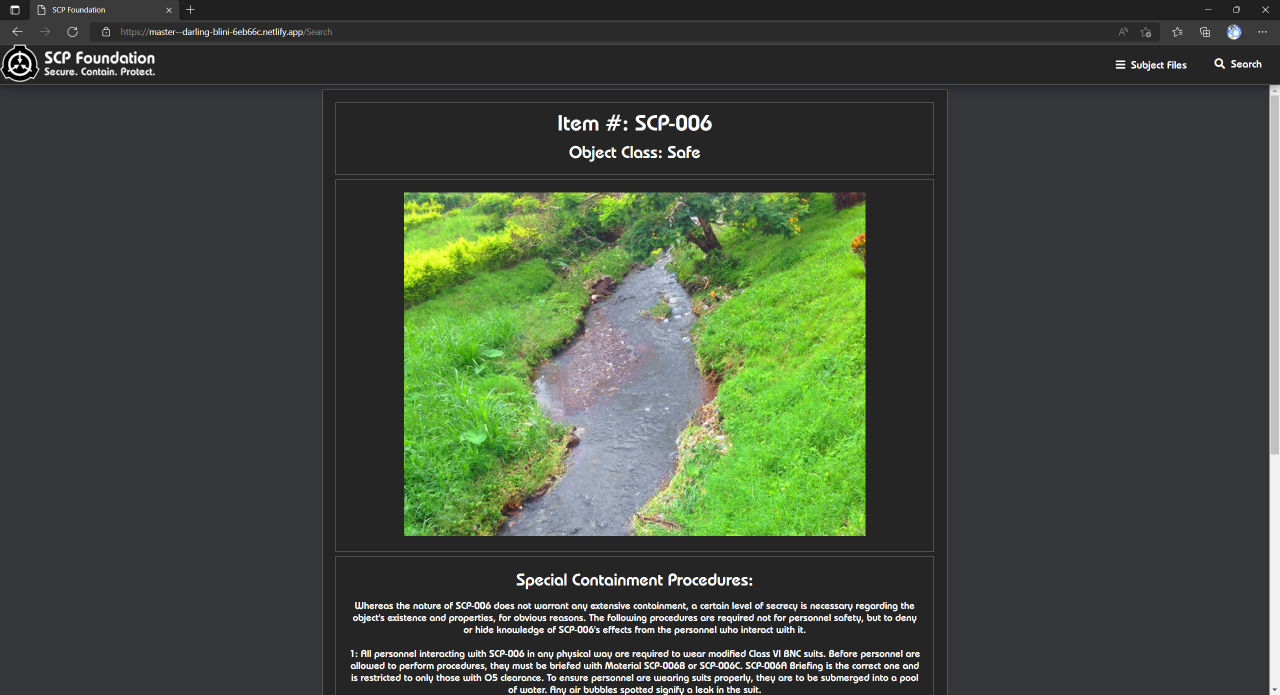 SCP Foundation
https://master--darling-blini-6eb66c.netlify.app/Search
SCP Foundation
Secure. Contain. Protect.
Subject Files
Search
Item #: SCP-006
Object Class: Safe
Special Containment Procedures:
Whereas the nature of SCP-006 does not warrant any extensive containment, a certain level of secrecy is necessary regarding the
object's existence and properties, for obvious reasons. The following procedures are required not for personnel safety, but to deny
or hide knowledge of SCP-006's effects from the personnel who interact with it.
1: All personnel interacting with SCP-006 in any physical way are required to wear modified Class VI BNC suits. Before personnel are
allowed to perform procedures, they must be briefed with Material SCP-006B or SCP-006C. SCP-006A Briefing is the correct one and
is restricted to only those with O5 clearance. To ensure personnel are wearing suits properly, they are to be submerged into a pool
of water. Any air bubbles spotted signify a leak in the suit.